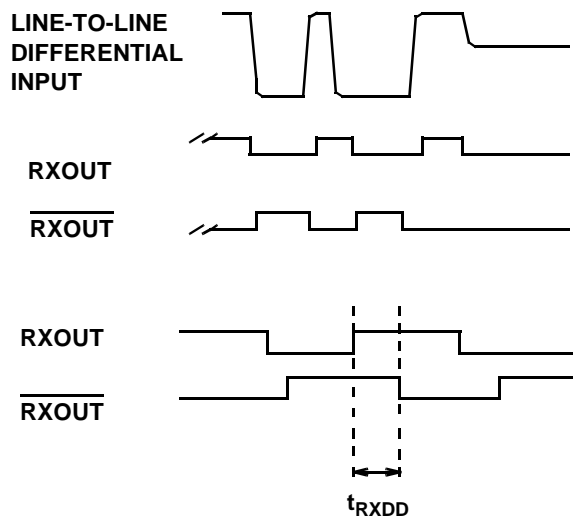 LINE-TO-LINE
DIFFERENTIAL
INPUT
RXOUT
RXOUT
RXOUT
RXOUT
tRXDD